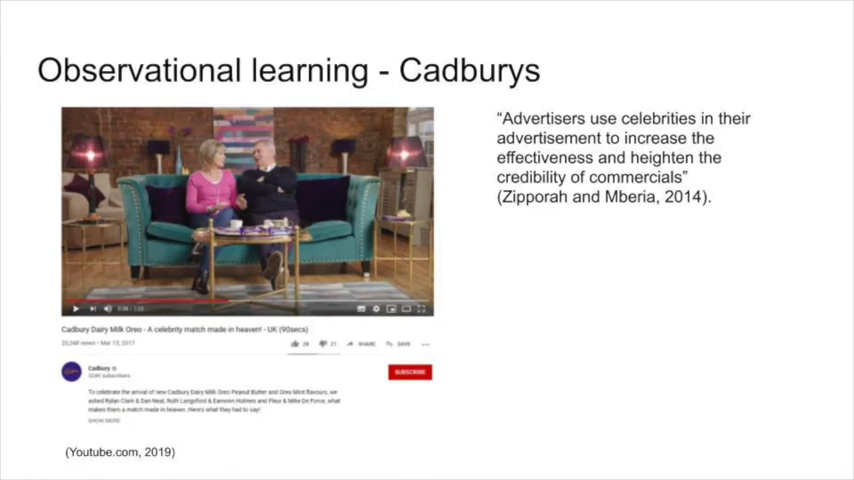 Observational learning - Cadburys
“Advertisers use celebrities in their
advertisement to increase the
effectiveness and heighten the
credibility of commercials”
(Zipporah and Mberia, 2014).
Cadbury Dairy Milk Oreo - A celebrity match made in heaven! - UK (90secs)
views • Mar 13, 2017
SHARE
SAVE
Cadbury
subscribers
SUBSCRIBE
To celebrate the arrival of new Cadbury Dairy Milk Oreo Peanut Butter and Oreo Mint flavours, we
asked Rylan Clark & Dan Neal, Ruth Langsford & Eamonn Holmes and Fleur & Mike De Force, what
makes them a match made in heaven. Here's what they had to say!
SHOW MORE
(Youtube.com, 2019)